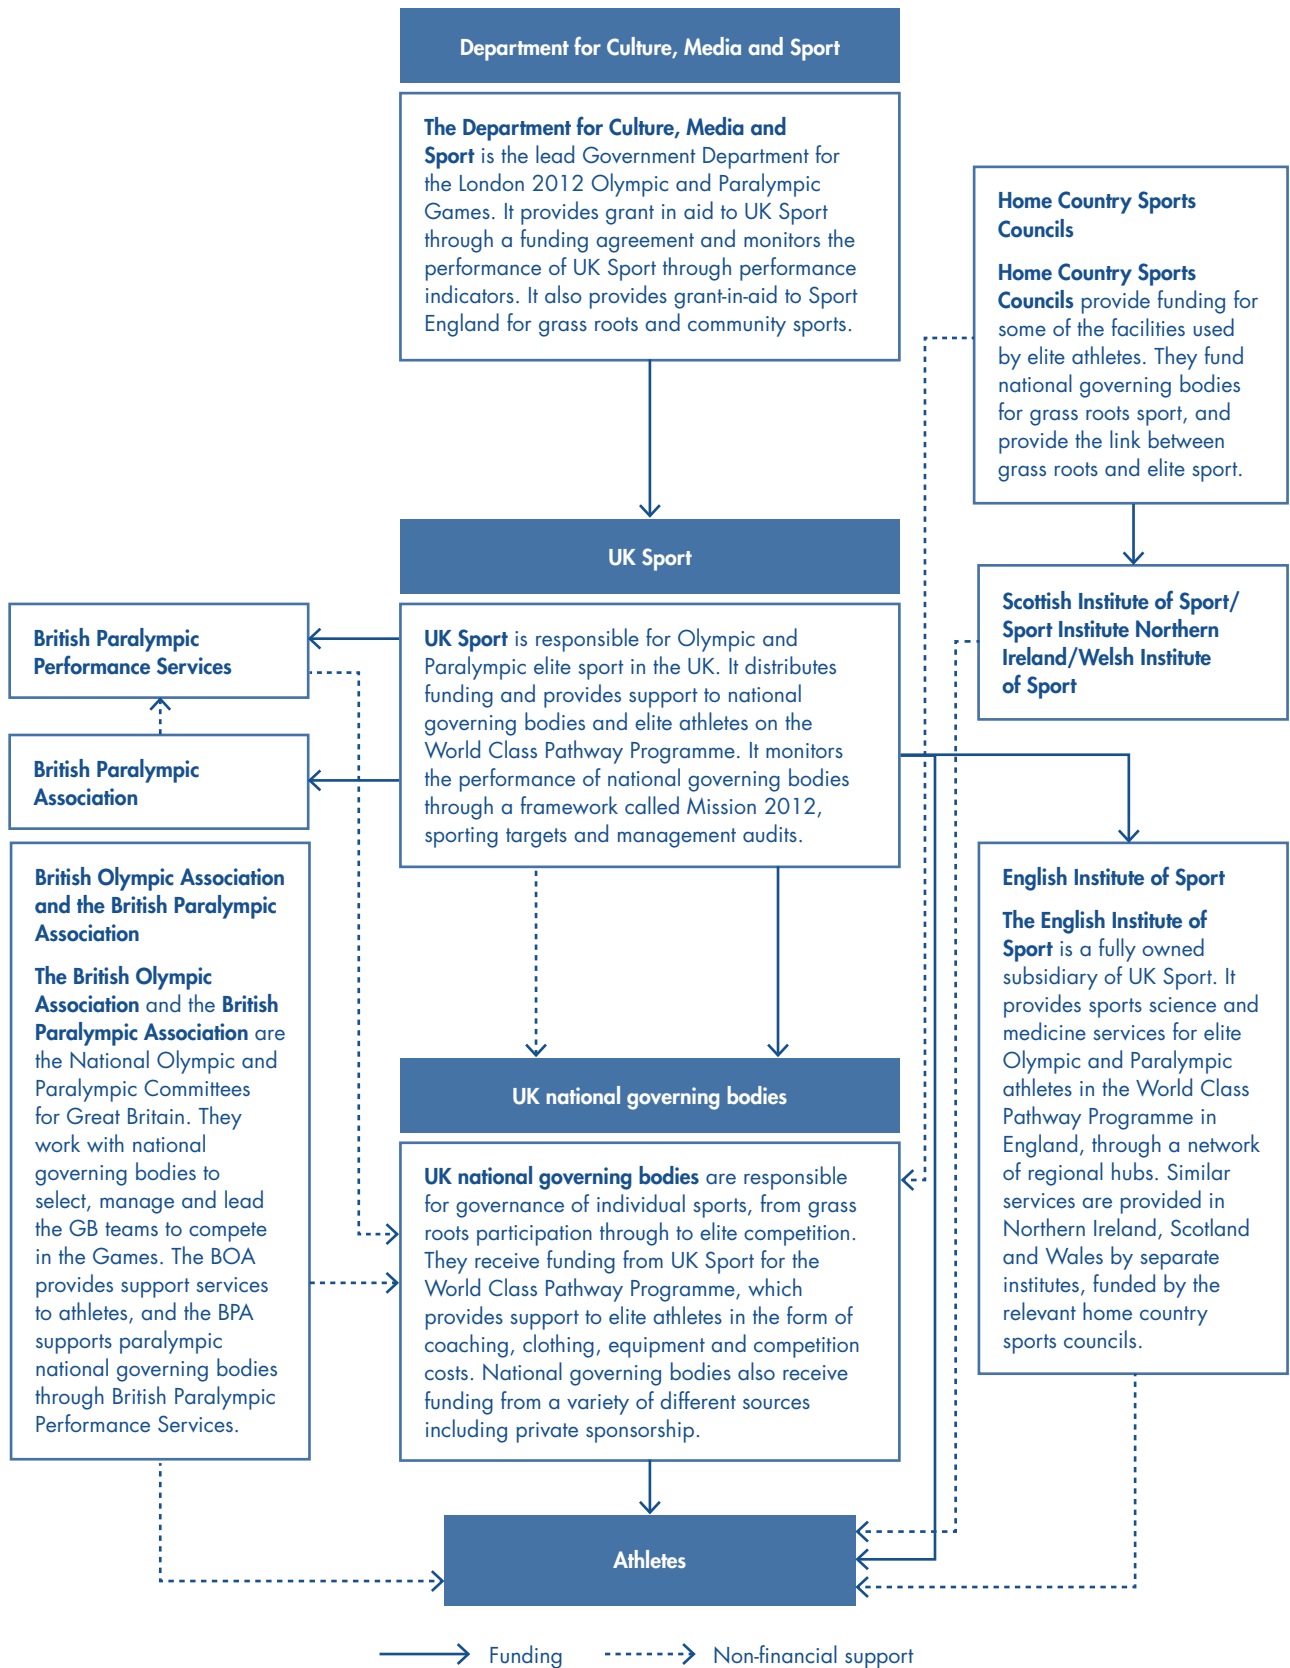 Department for Culture, Media and Sport
The Department for Culture, Media and
Sport is the lead Government Department for
the London 2012 Olympic and Paralympic
Games. It provides grant in aid to UK Sport
through a funding agreement and monitors the
performance of UK Sport through performance
indicators. It also provides grant-in-aid to Sport
England for grass roots and community sports.
Home Country Sports
Councils
Home Country Sports
Councils provide funding for
some of the facilities used
by elite athletes. They fund
national governing bodies
for grass roots sport, and
provide the link between
grass roots and elite sport.
UK Sport
UK Sport is responsible for Olympic and
Paralympic elite sport in the UK. It distributes
funding and provides support to national
governing bodies and elite athletes on the
World Class Pathway Programme. It monitors
the performance of national governing bodies
through a framework called Mission 2012,
sporting targets and management audits.
British Paralympic
Performance Services
British Paralympic
Association
Scottish Institute of Sport/
Sport Institute Northern
Ireland/Welsh Institute
of Sport
British Olympic Association
and the British Paralympic
Association
The British Olympic
Association and the British
Paralympic Association are
the National Olympic and
Paralympic Committees
for Great Britain. They
work with national
governing bodies to
select, manage and lead
the GB teams to compete
in the Games. The BOA
provides support services
to athletes, and the BPA
supports paralympic
national governing bodies
through British Paralympic
Performance Services.
English Institute of Sport
The English Institute of
Sport is a fully owned
subsidiary of UK Sport. It
provides sports science and
medicine services for elite
Olympic and Paralympic
athletes in the World Class
Pathway Programme in
England, through a network
of regional hubs. Similar
services are provided in
Northern Ireland, Scotland
and Wales by separate
institutes, funded by the
relevant home country
sports councils.
UK national governing bodies
UK national governing bodies are responsible
for governance of individual sports, from grass
roots participation through to elite competition.
They receive funding from UK Sport for the
World Class Pathway Programme, which
provides support to elite athletes in the form of
coaching, clothing, equipment and competition
costs. National governing bodies also receive
funding from a variety of different sources
including private sponsorship.
Athletes
Funding
Non-financial support